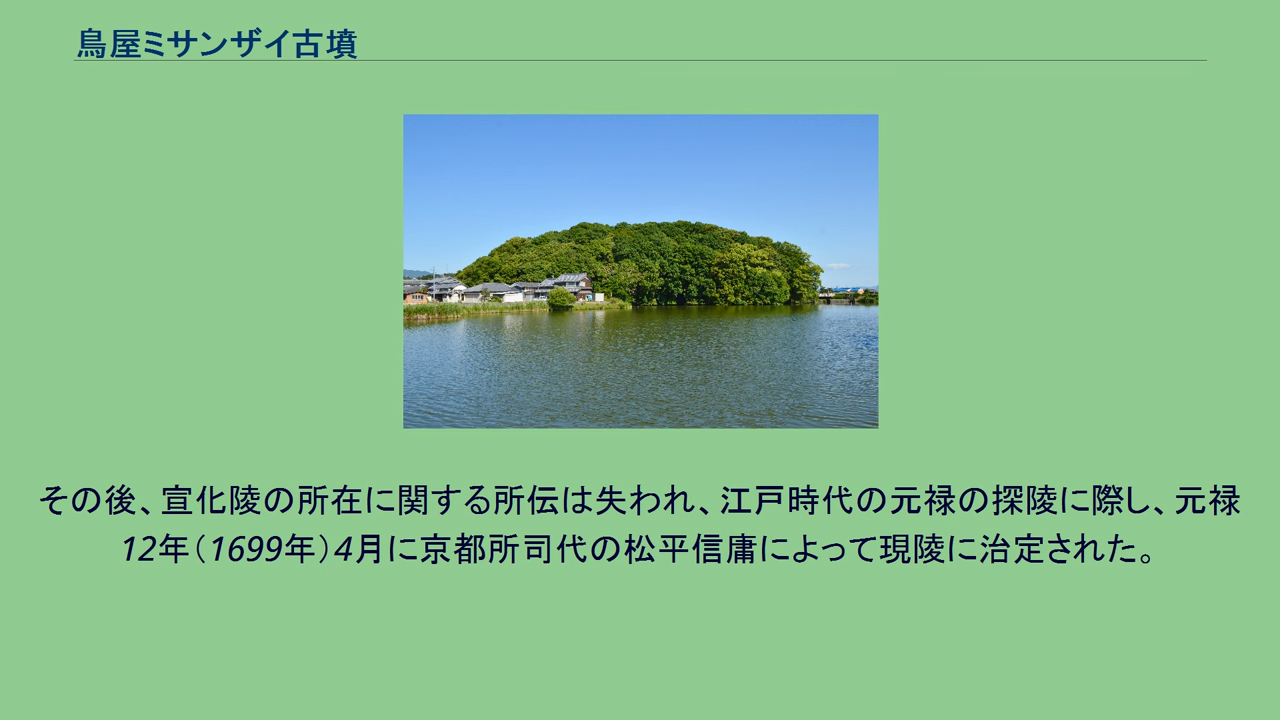 鳥屋ミサンザイ古墳
その後、宣化陵の所在に関する所伝は失われ、江戸時代の元禄の探陵に際し、元禄
12年（1699年）4月に京都所司代の松平信庸によって現陵に治定された。